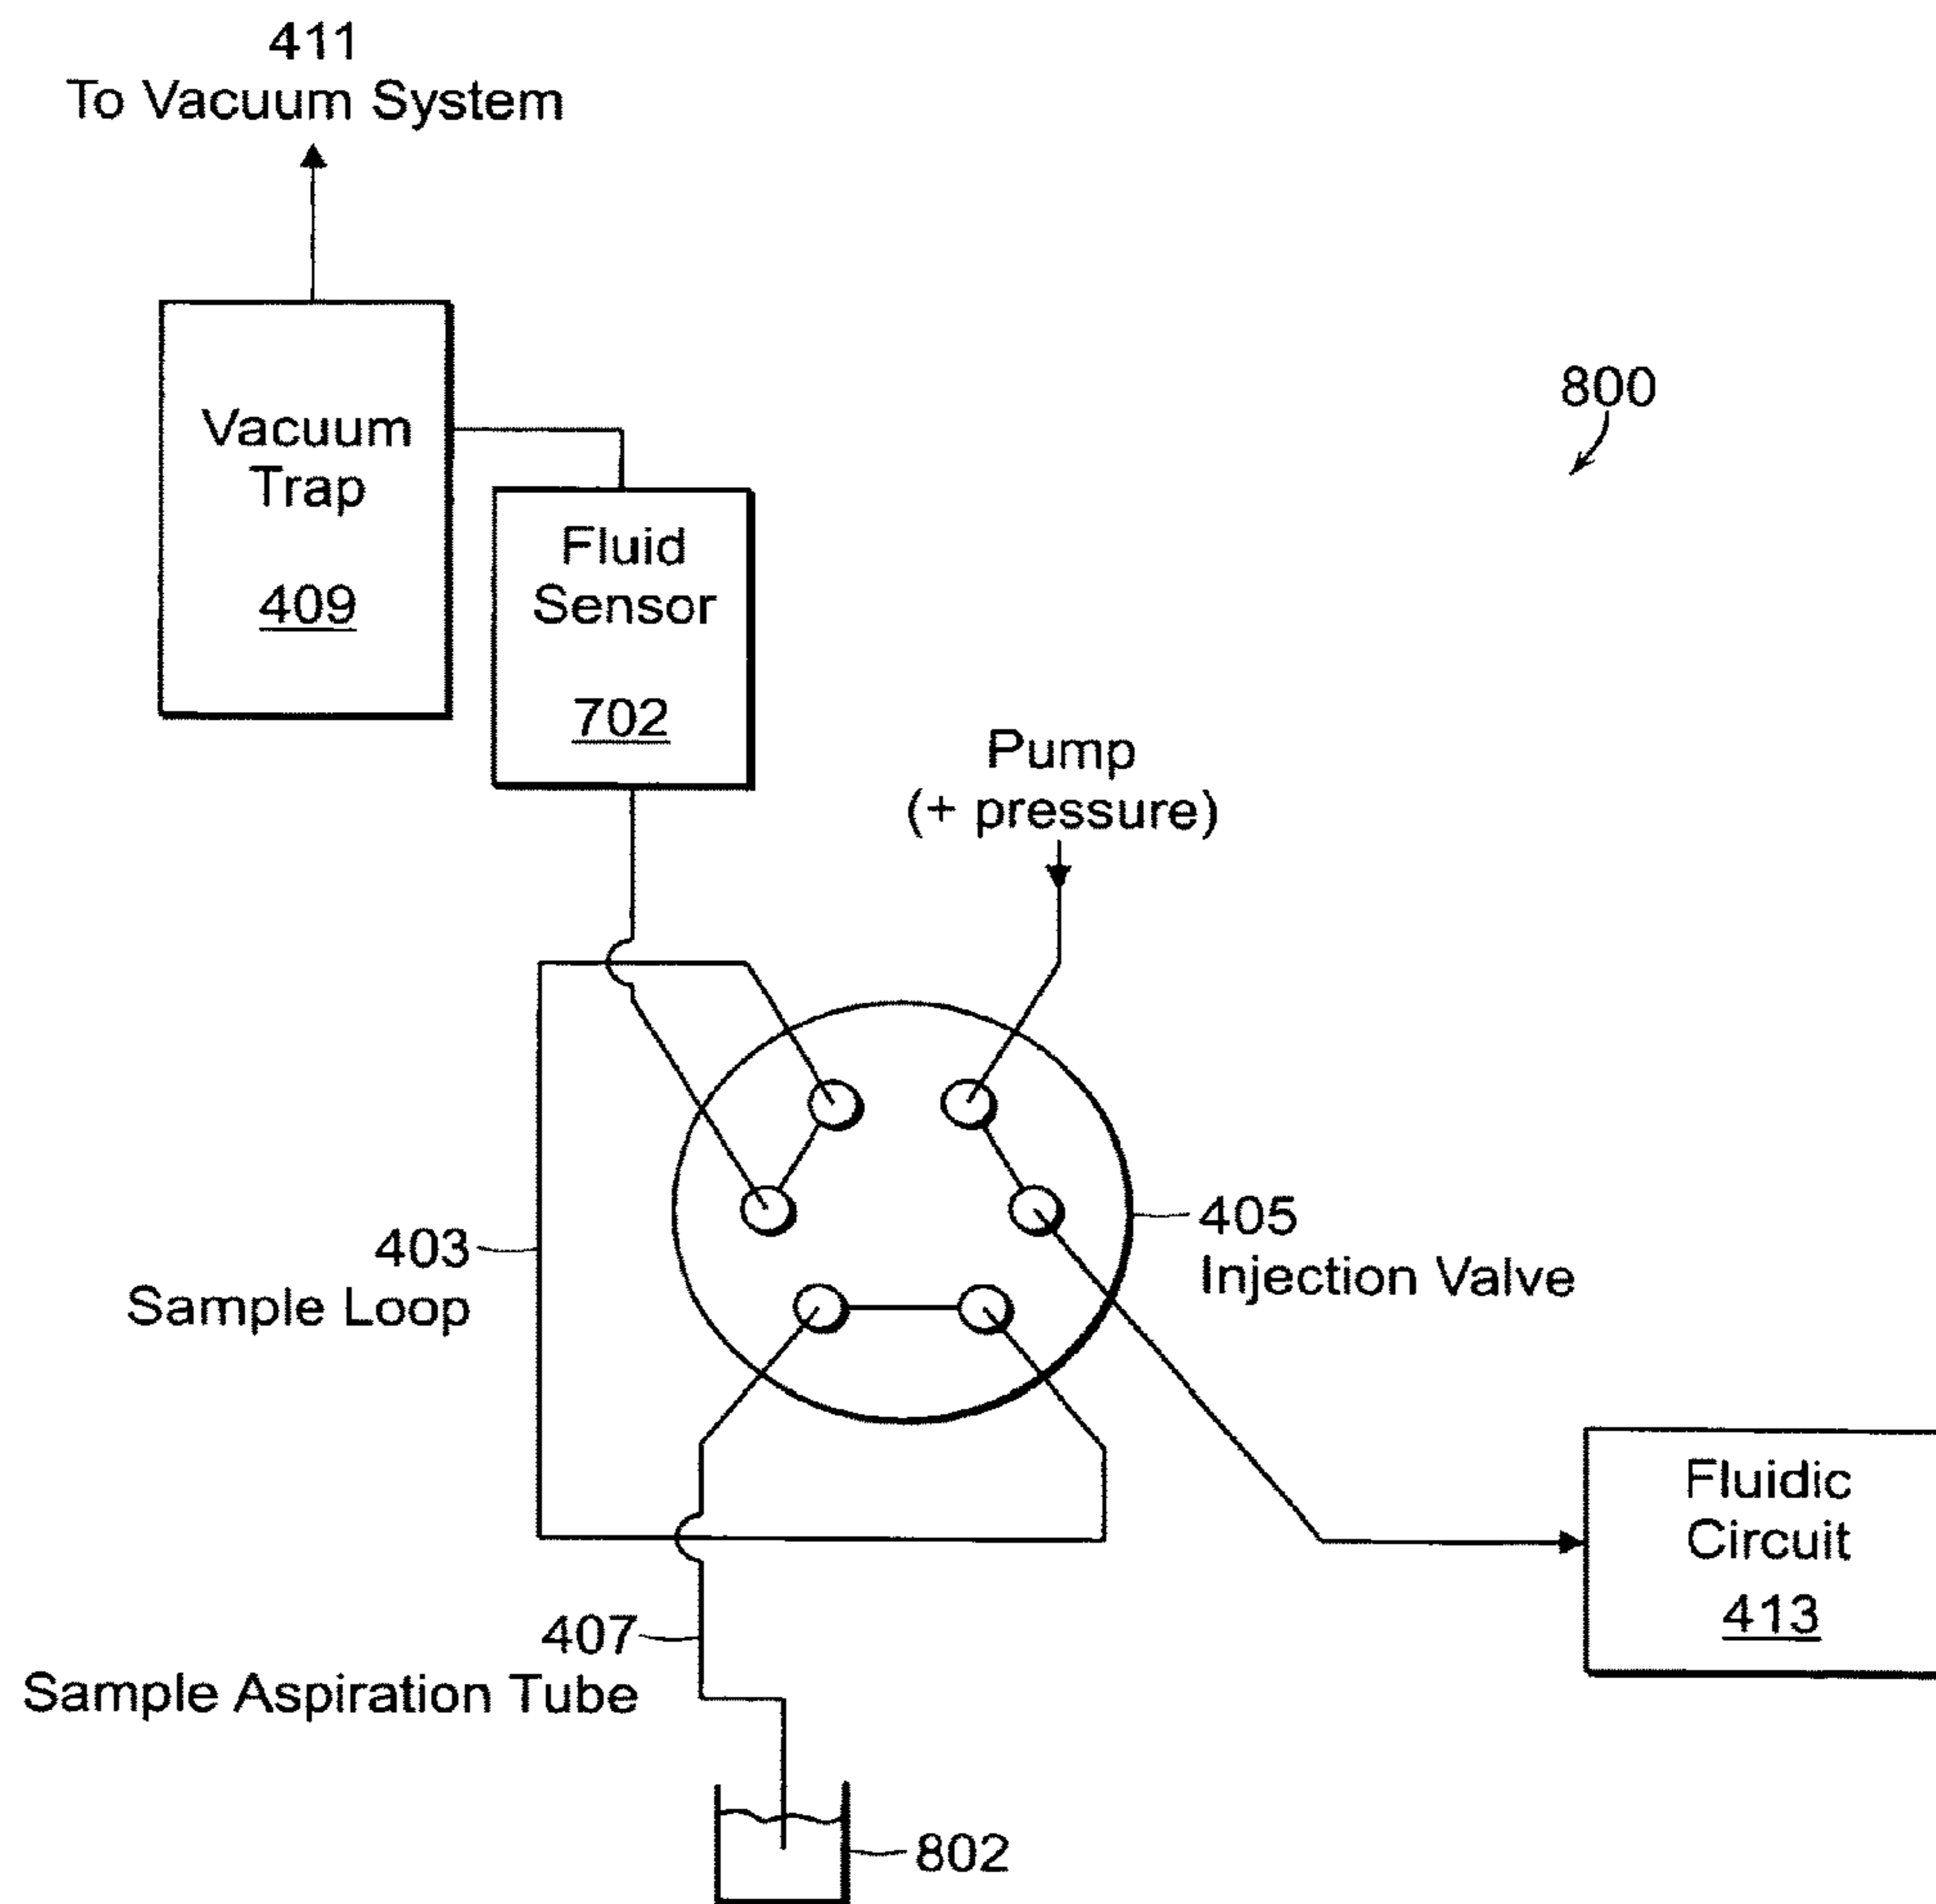 411
To Vacuum System
800
Vacuum
Trap
409
Fluid
Sensor
702
Pump
(+ pressure)
403
Sample Loop
405
Injection Valve
Fluidic
Circuit
413
407
Sample Aspiration Tube
802